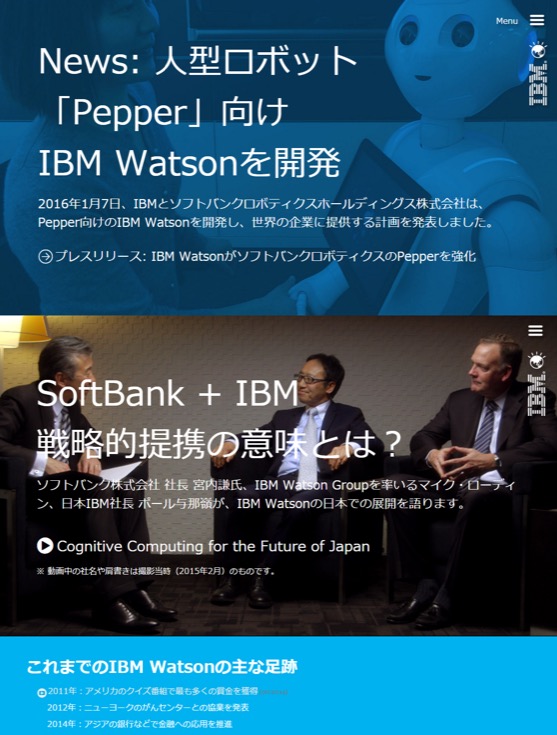 Menu
IBM
News: 人型ロボット
「Pepper」向け
IBM Watsonを開発
2016年1月7日、IBMとソフトバンクロボティクスホールディングス株式会社は、
Pepper向けのIBM Watsonを開発し、世界の企業に提供する計画を発表しました。
プレスリリース: IBM WatsonがソフトバンクロボティクスのPepperを強化
IBM
SoftBank + IBM
戦略的提携の意味とは？
ソフトバンク株式会社 社長 宮内謙氏、IBM Watson Groupを率いるマイク・ローディ
ン、日本IBM社長 ポール与那嶺が、IBM Watsonの日本での展開を語ります。
Cognitive Computing for the Future of Japan
※ 動画中の社名や肩書きは撮影当時（2015年2月）のものです。
これまでのIBM Watsonの主な足跡
2011年：アメリカのクイズ番組で最も多くの賞金を獲得
2012年：ニューヨークのがんセンターとの協業を発表
2014年：アジアの銀行などで金融への応用を推進